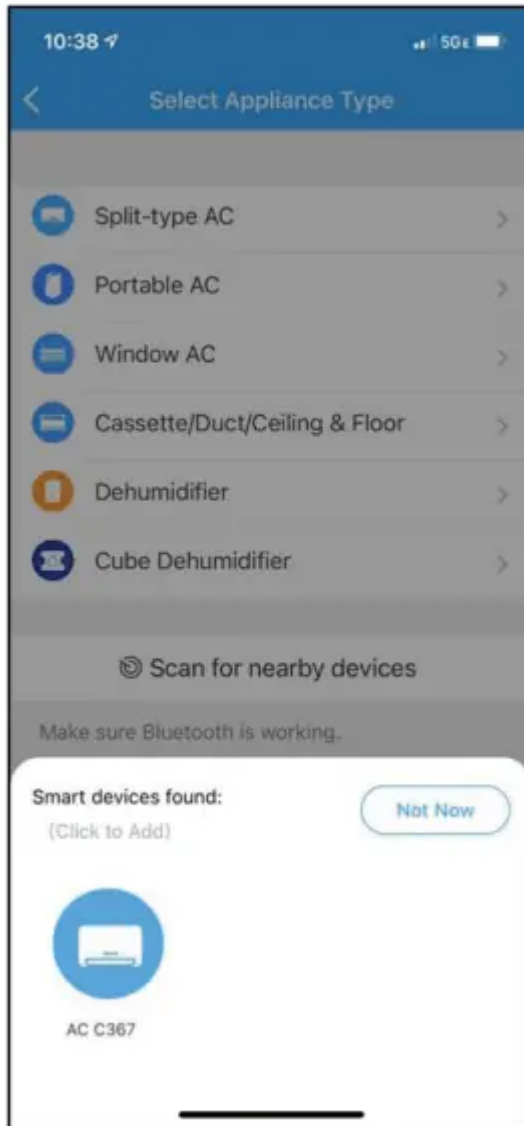 10:38
5GE
Select Appliance Type
Split-type AC
Portable AC
Window AC
Cassette/Duct/Ceiling & Floor
Dehumidifier
Cube Dehumidifier
Scan for nearby devices
Make sure Bluetooth is working.
Smart devices found:
Not Now
(Click to Add)
AC C367